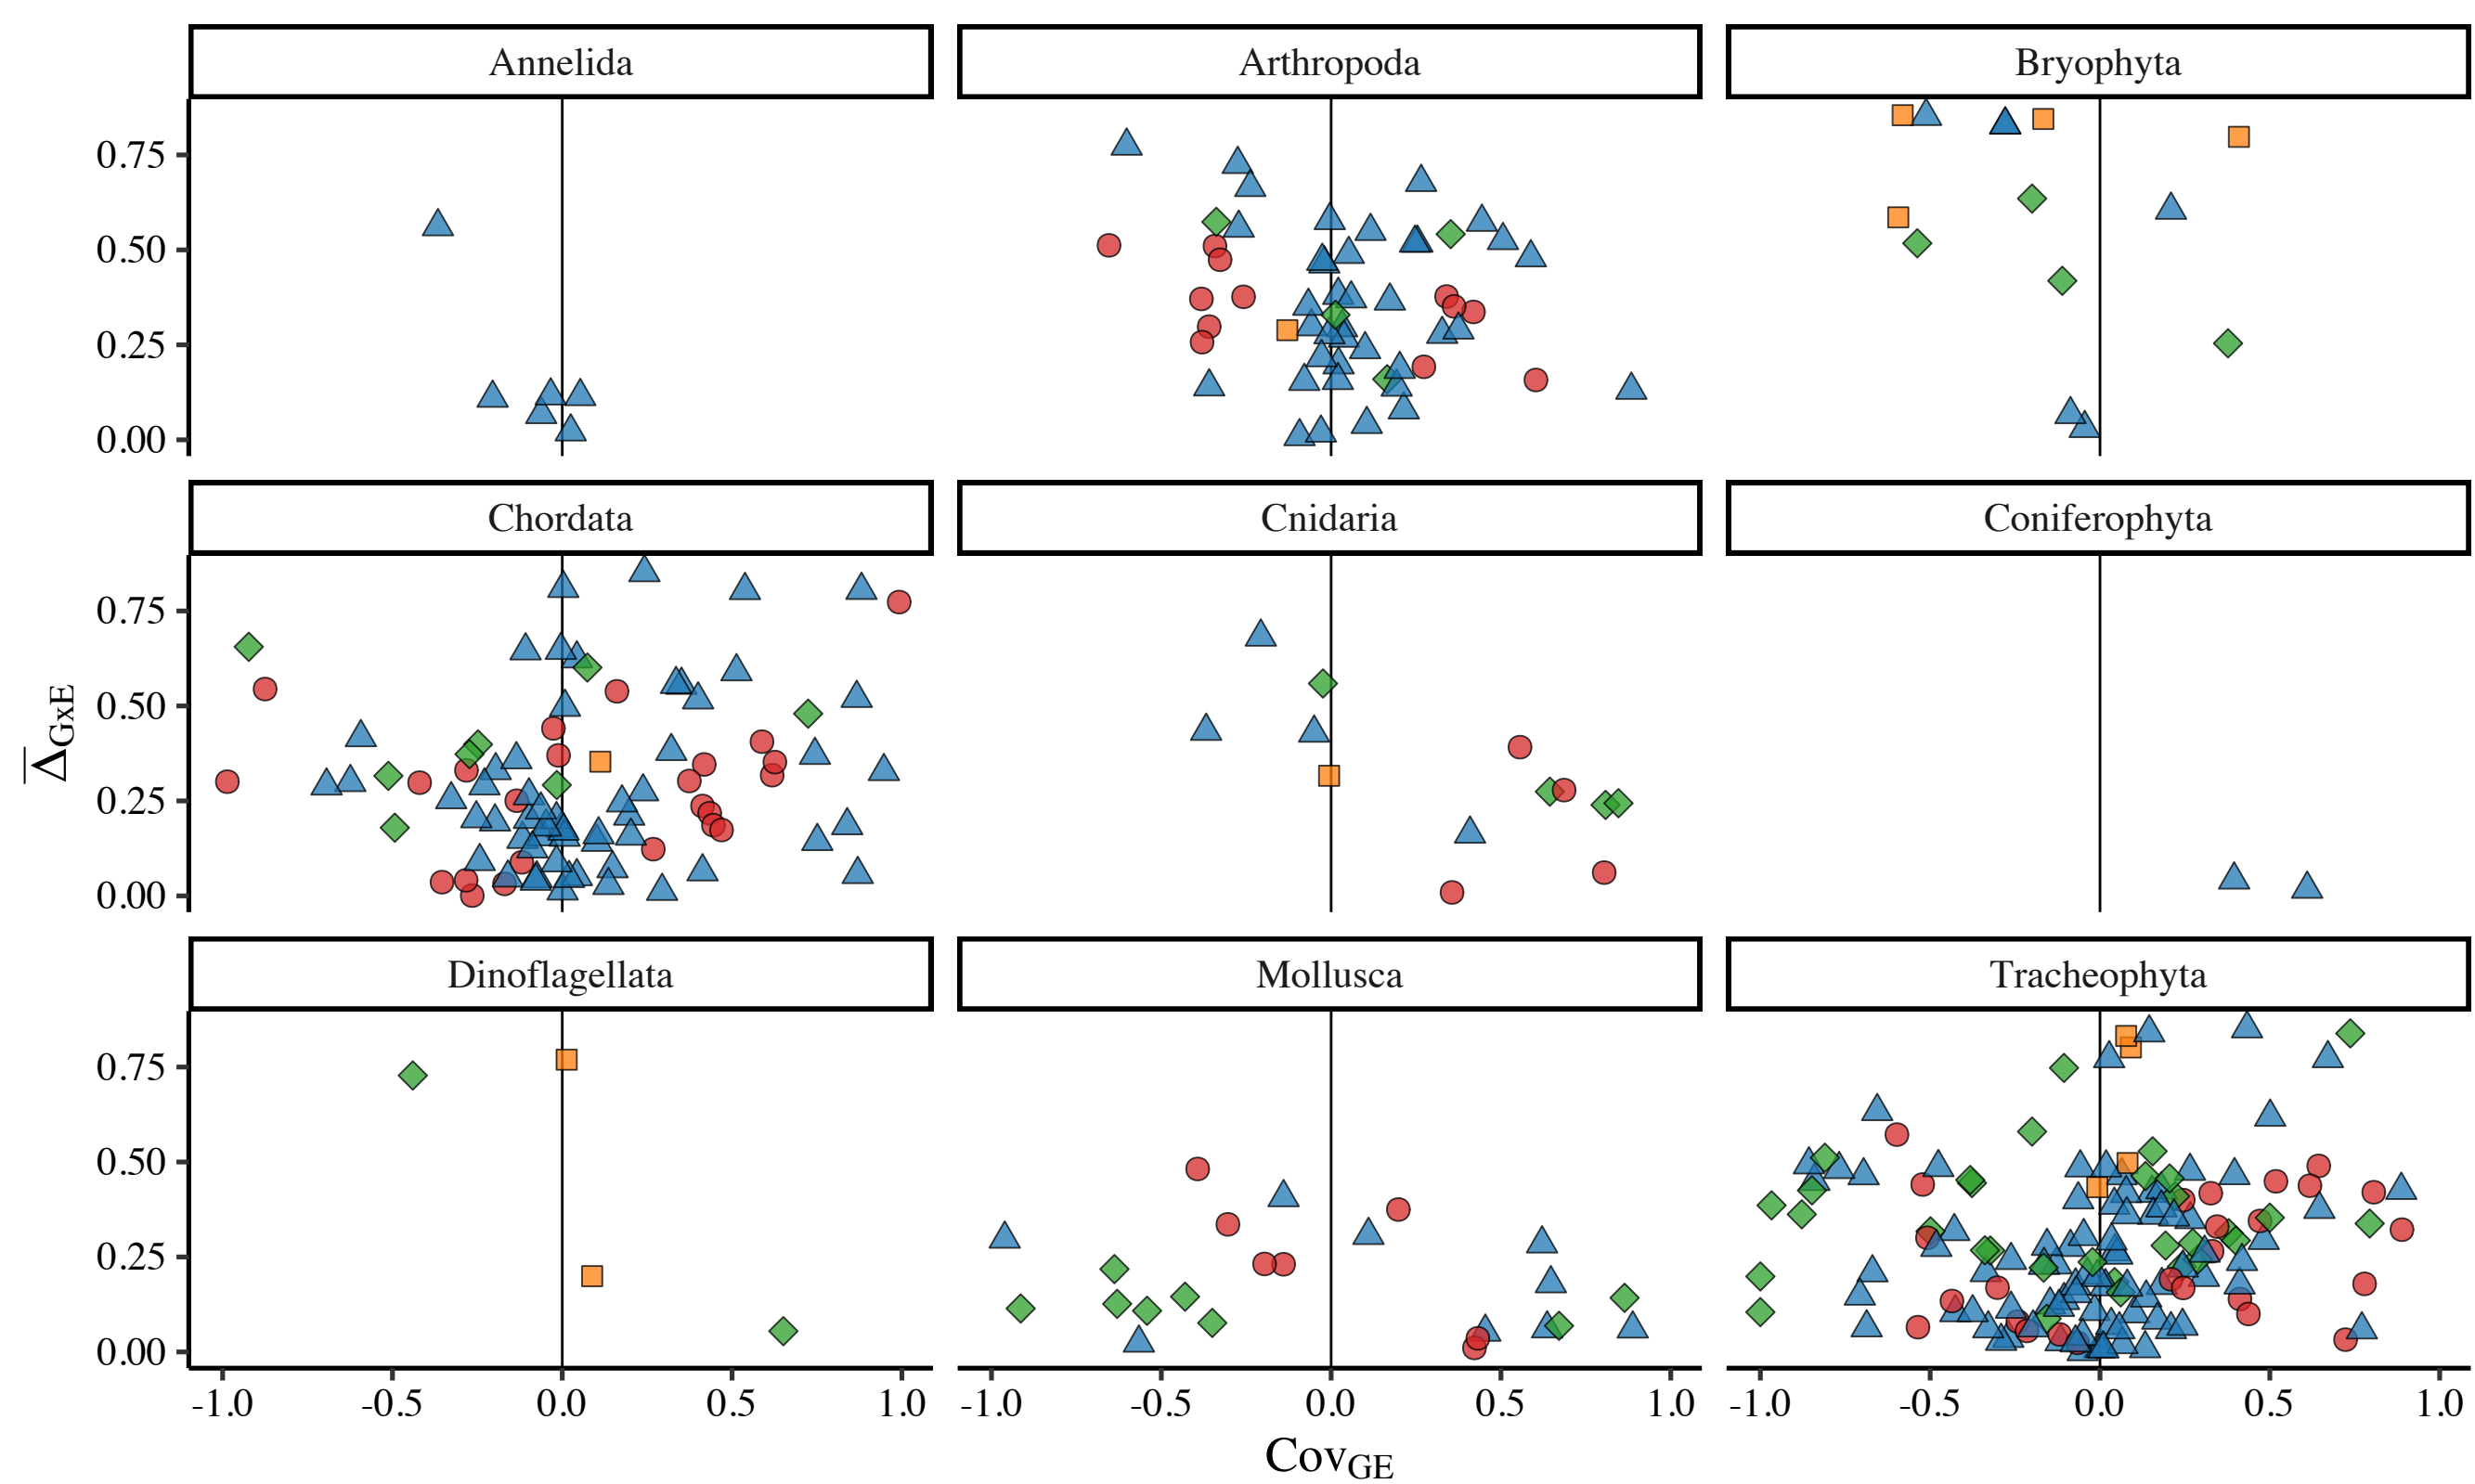 Annelida Arthropoda Bryophyta
0.75
0.50
0.25
0.00
Chordata Cnidaria Coniferophyta
0.75
0.50
0.25
0.00
Δ̅GxE
Dinoflagellata Mollusca Tracheophyta
0.75
0.50
0.25
0.00
-1.0 -0.5 0.0 0.5 1.0 -1.0 -0.5 0.0 0.5 1.0 -1.0 -0.5 0.0 0.5 1.0
CovGE